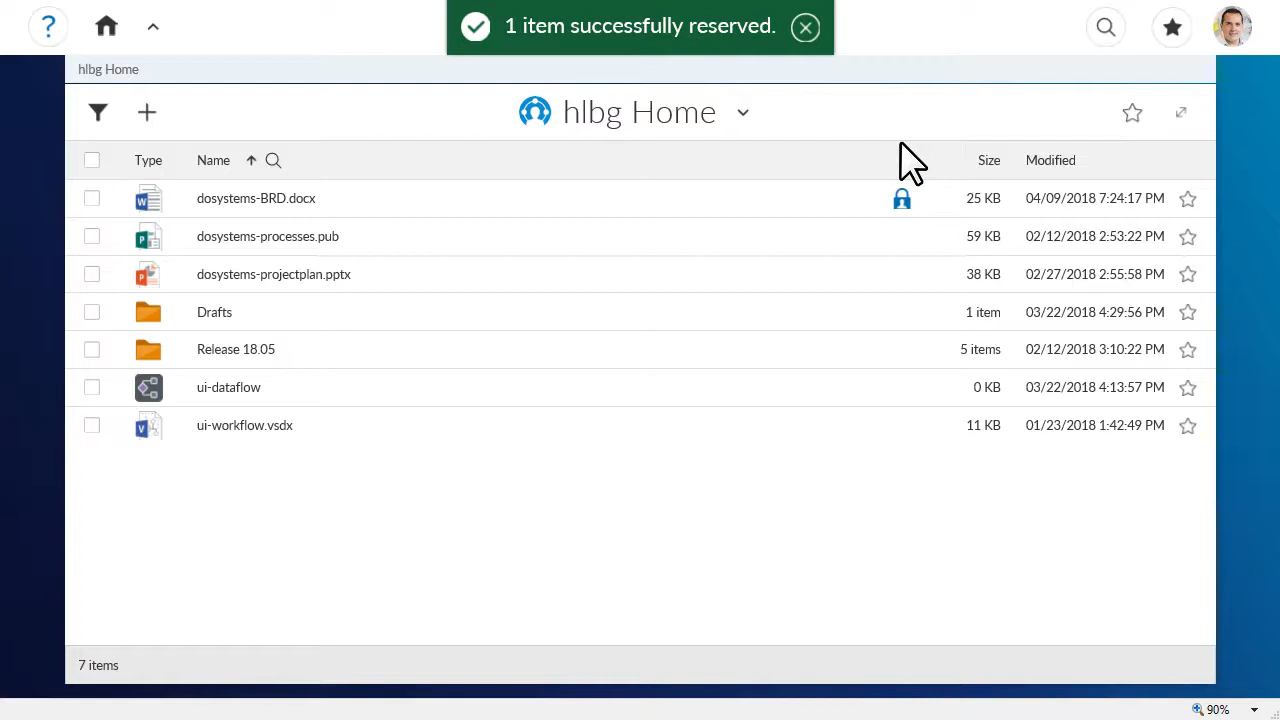 ? 1 item successfully reserved.
hlbg Home
hlbg Home
Type Name Size Modified
dosystems-BRD.docx 25 KB 04/09/2018 7:24:17 PM
dosystems-processes.pub 59 KB 02/12/2018 2:53:22 PM
dosystems-projectplan.pptx 38 KB 02/27/2018 2:55:58 PM
Drafts 1 item 03/22/2018 4:29:56 PM
Release 18.05 5 items 02/12/2018 3:10:22 PM
ui-dataflow 0 KB 03/22/2018 4:13:57 PM
ui-workflow.vsdx 11 KB 01/23/2018 1:42:49 PM
7 items
90%